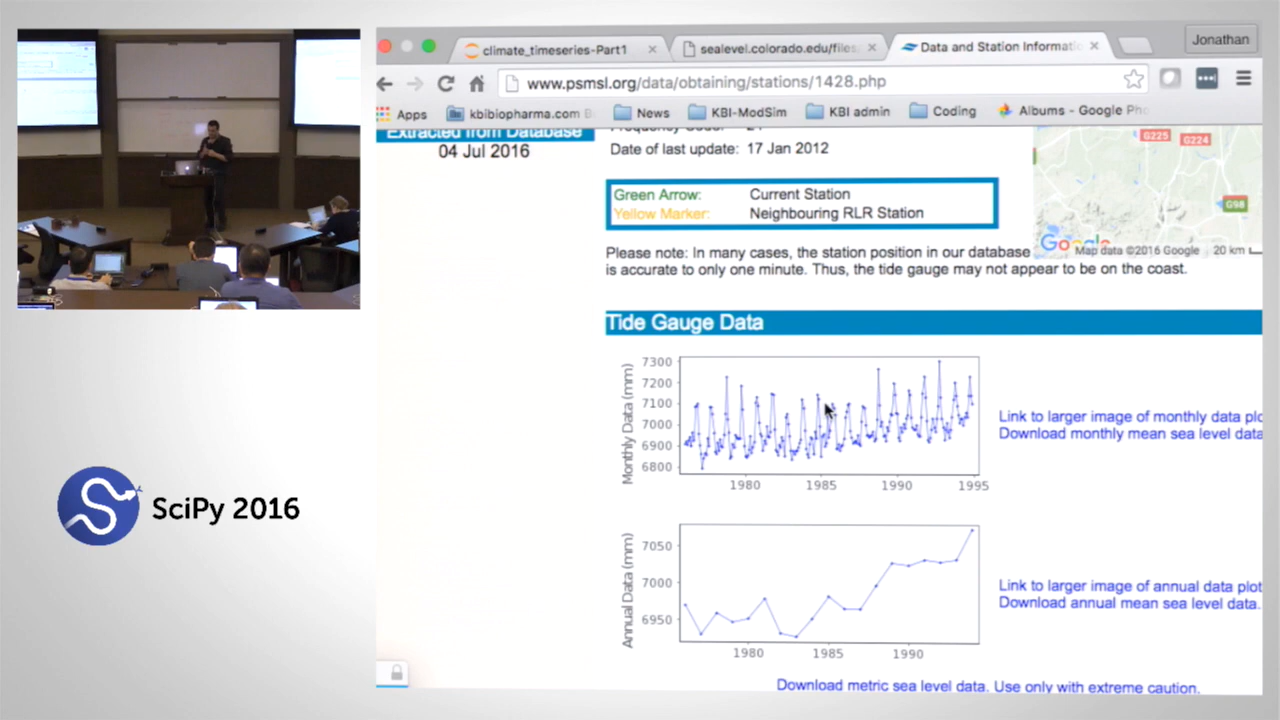 climate_timeseries-Part1
sealevel.colorado.edu/files
Data and Station Informati
Jonathan
www.psmsl.org/data/obtaining/stations/1428.php
Apps
kbibiopharma.com
News
KBI-ModSim
KBI admin
Coding
Albums - Google Pho
Extracted from Database
04 Jul 2016
Frequency Code:
Date of last update: 17 Jan 2012
G225
G224
G98
Green Arrow: Current Station
Yellow Marker: Neighbouring RLR Station
Google
Map data ©2016 Google
20 km
Please note: In many cases, the station position in our database
is accurate to only one minute. Thus, the tide gauge may not appear to be on the coast.
Tide Gauge Data
Monthly Data (mm)
7300
7200
7100
7000
6900
6800
1980
1985
1990
1995
Link to larger image of monthly data plo
Download monthly mean sea level data
Annual Data (mm)
7050
7000
6950
1980
1985
1990
Link to larger image of annual data plot
Download annual mean sea level data.
Download metric sea level data. Use only with extreme caution.
SciPy 2016